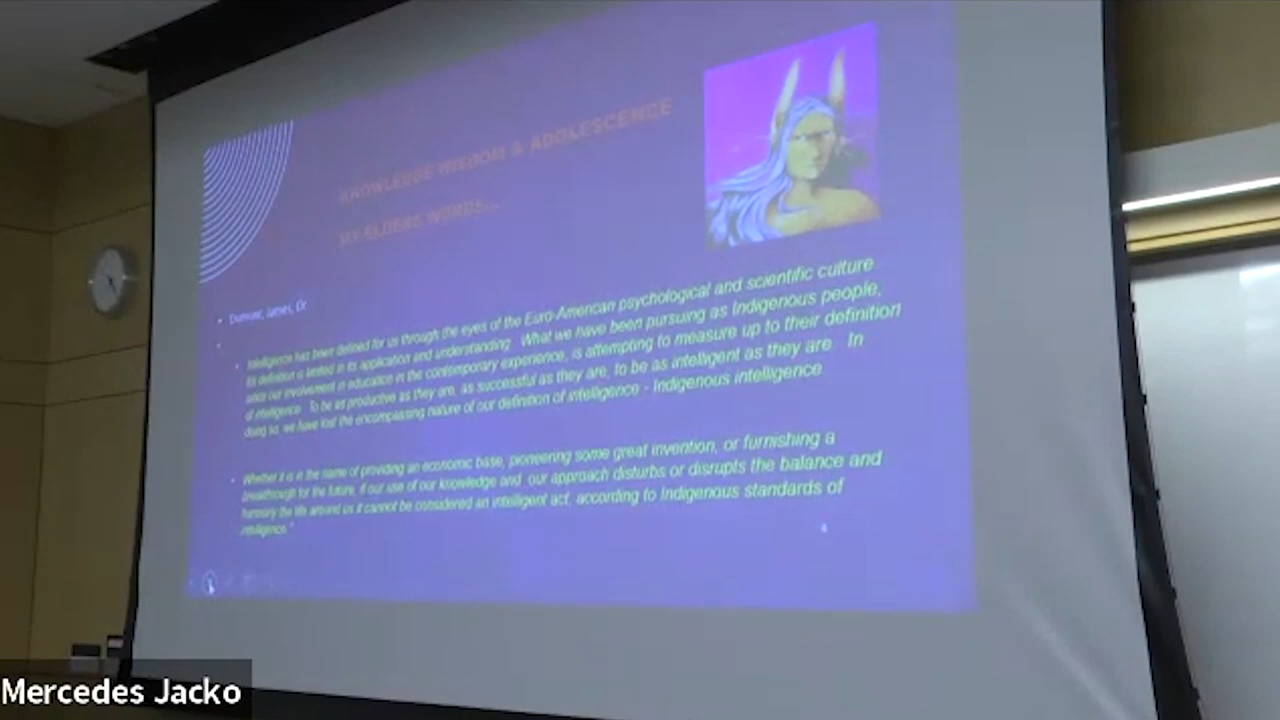 KNOWLEDGE WISDOM & ADOLESCENCE
MY ELDERS WORDS...
Dumont, James, Dr
Intelligence has been defined for us through the eyes of the Euro-American psychological and scientific culture.
Its definition is limited in its application and understanding. What we have been pursuing as Indigenous people,
upon our involvement in education in the contemporary experience, is attempting to measure up to their definition
of intelligence. To be as productive as they are, as successful as they are, to be as intelligent as they are. In
doing so, we have lost the encompassing nature of our definition of intelligence - Indigenous intelligence
Whether it is in the name of providing an economic base, pioneering some great invention, or furnishing a
breakthrough for the future, if our use of our knowledge and our approach disturbs or disrupts the balance and
harmony the life around us it cannot be considered an intelligent act, according to Indigenous standards of
intelligence."
4
Mercedes Jacko